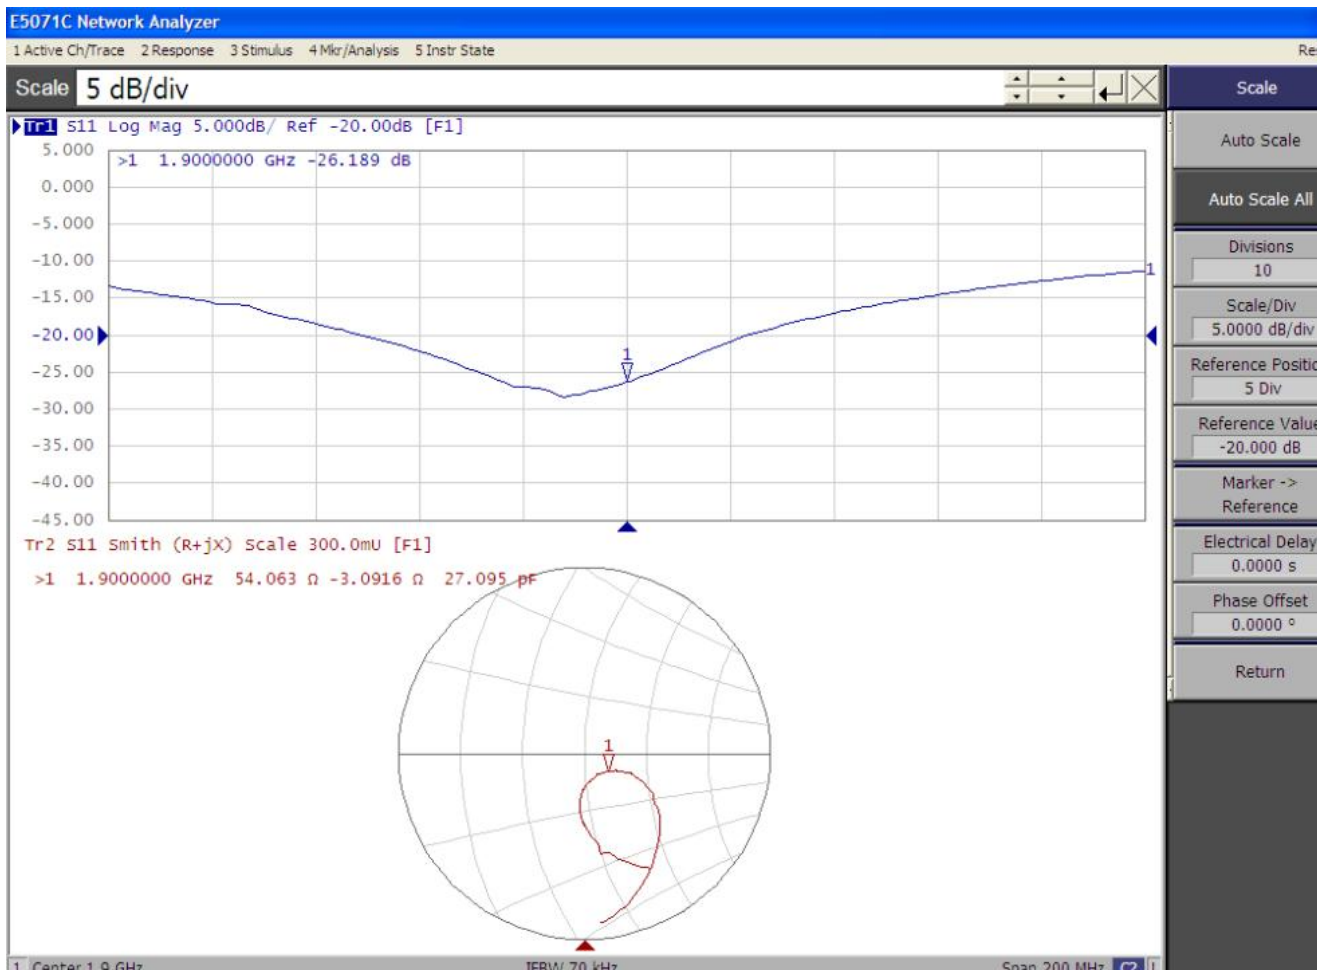 E5071C Network Analyzer
1 Active Ch/Trace 2 Response 3 Stimulus 4 Mkr/Analysis 5 Instr State
Scale 5 dB/div
Scale
Tr1 S11 Log Mag 5.000dB/ Ref -20.00dB [F1]
>1 1.9000000 GHz -26.189 dB
5.000
0.000
-5.000
-10.00
-15.00
-20.00
-25.00
-30.00
-35.00
-40.00
-45.00
1
1
Tr2 S11 Smith (R+jX) Scale 300.0mU [F1]
>1 1.9000000 GHz 54.063 Ω -3.0916 Ω 27.095 pF
1
Auto Scale
Auto Scale All
Divisions
10
Scale/Div
5.0000 dB/div
Reference Positio
5 Div
Reference Value
-20.000 dB
Marker ->
Reference
Electrical Delay
0.0000 s
Phase Offset
0.0000 °
Return
1 Center 1.9 GHz IFBW 70 kHz Span 200 MHz C2